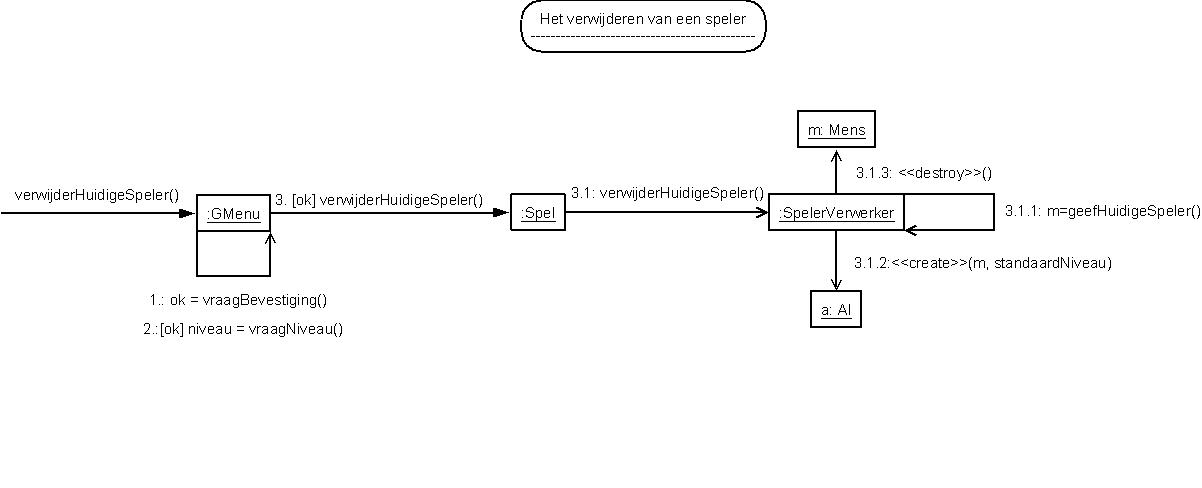 Het verwijderen van een speler
m: Mens
3.1.3: <<destroy>>()
verwijderHuidigeSpeler()
:GMenu
3. [ok] verwijderHuidigeSpeler()
:Spel
3.1: verwijderHuidigeSpeler()
:SpelerVerwerker
3.1.1: m=geefHuidigeSpeler()
3.1.2:<<create>>(m, standaardNiveau)
1.: ok = vraagBevestiging()
a: AI
2.:[ok] niveau = vraagNiveau()